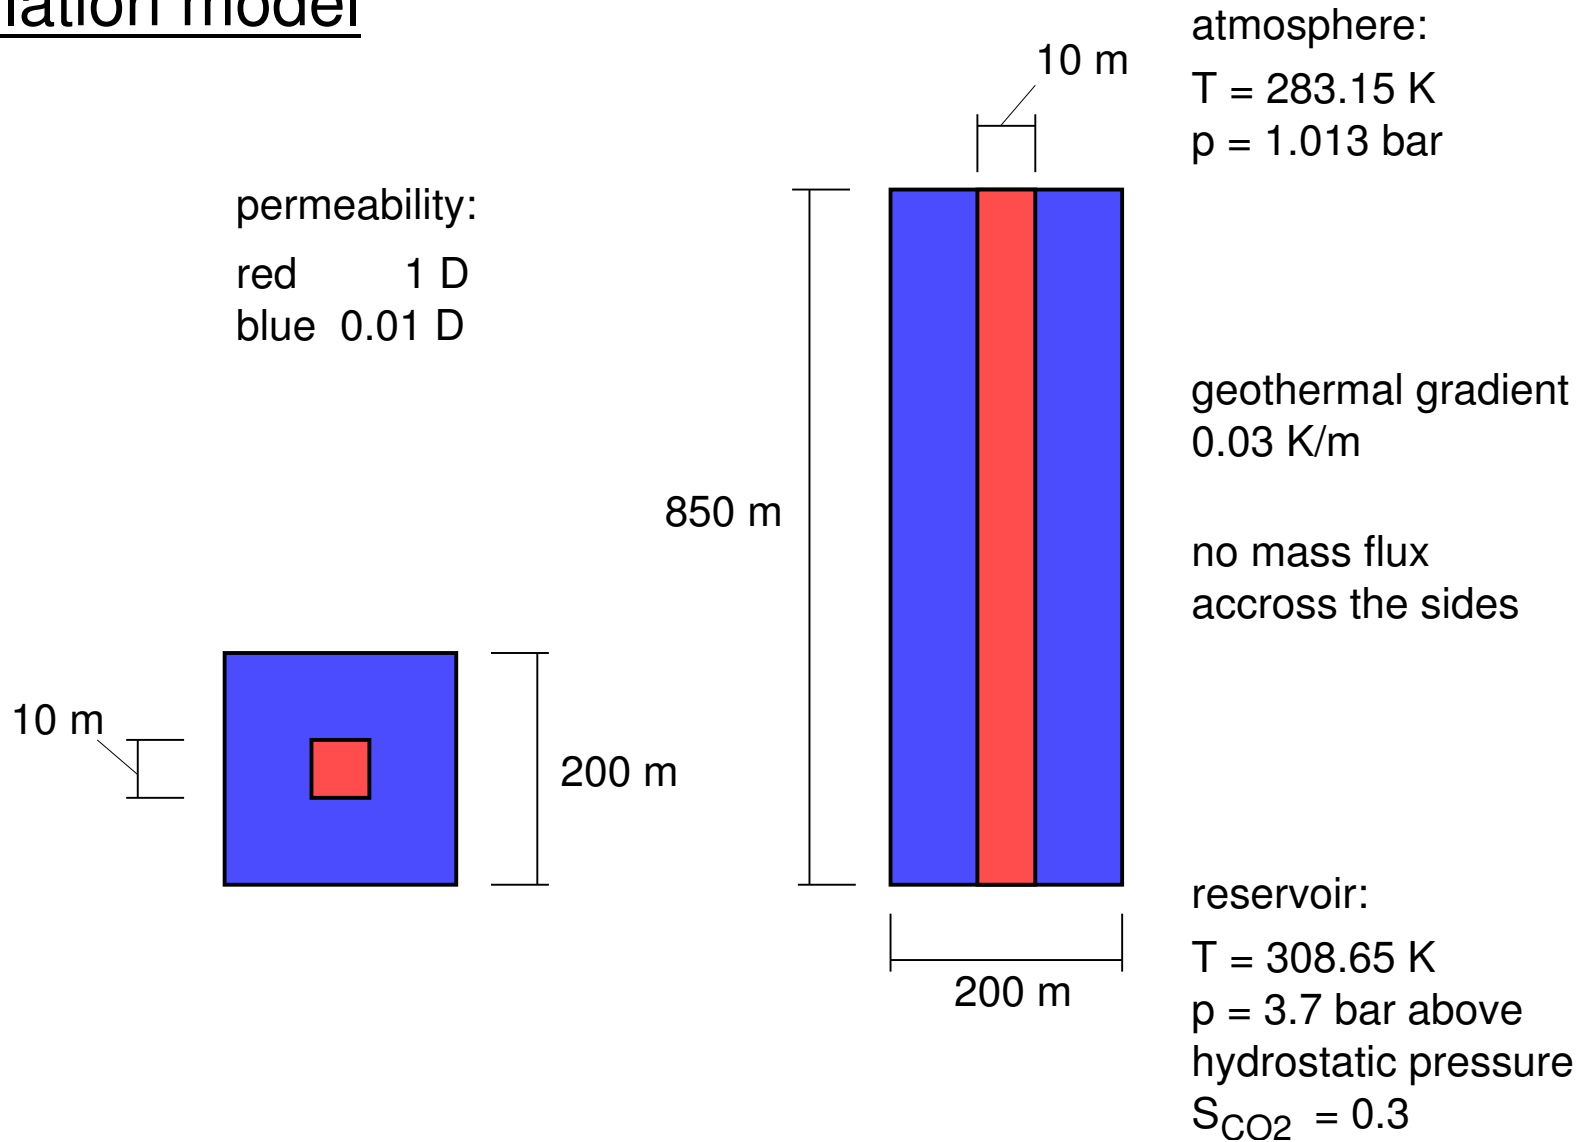 model
permeability:
red 1 D
blue 0.01 D
10 m
200 m
10 m
850 m
200 m
atmosphere:
T = 283.15 K
p = 1.013 bar
geothermal gradient
0.03 K/m
no mass flux
accross the sides
reservoir:
T = 308.65 K
p = 3.7 bar above
hydrostatic pressure
S_CO2 = 0.3